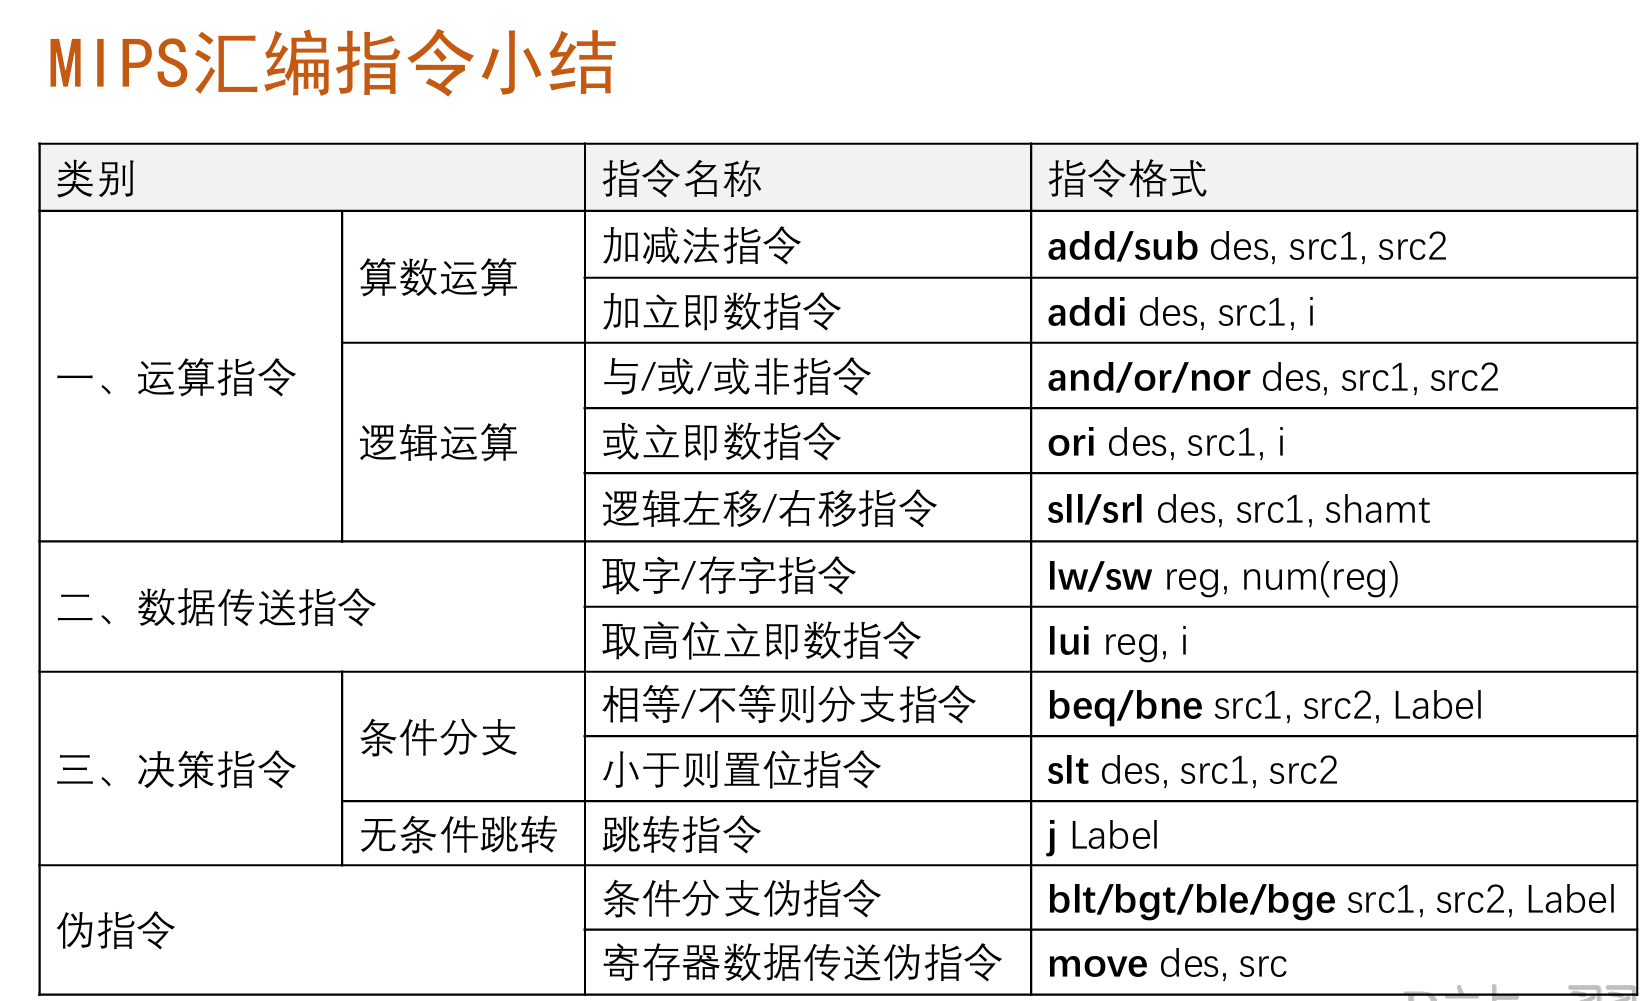 MIPS汇编指令小结
类别 指令名称 指令格式
一、运算指令 算数运算 加减法指令 add/sub des, src1, src2
加立即数指令 addi des, src1, i
逻辑运算 与/或/或非指令 and/or/nor des, src1, src2
或立即数指令 ori des, src1, i
逻辑左移/右移指令 sll/srl des, src1, shamt
二、数据传送指令 取字/存字指令 lw/sw reg, num(reg)
取高位立即数指令 lui reg, i
三、决策指令 条件分支 相等/不等则分支指令 beq/bne src1, src2, Label
小于则置位指令 slt des, src1, src2
无条件跳转 跳转指令 j Label
伪指令 条件分支伪指令 blt/bgt/ble/bge src1, src2, Label
寄存器数据传送伪指令 move des, src